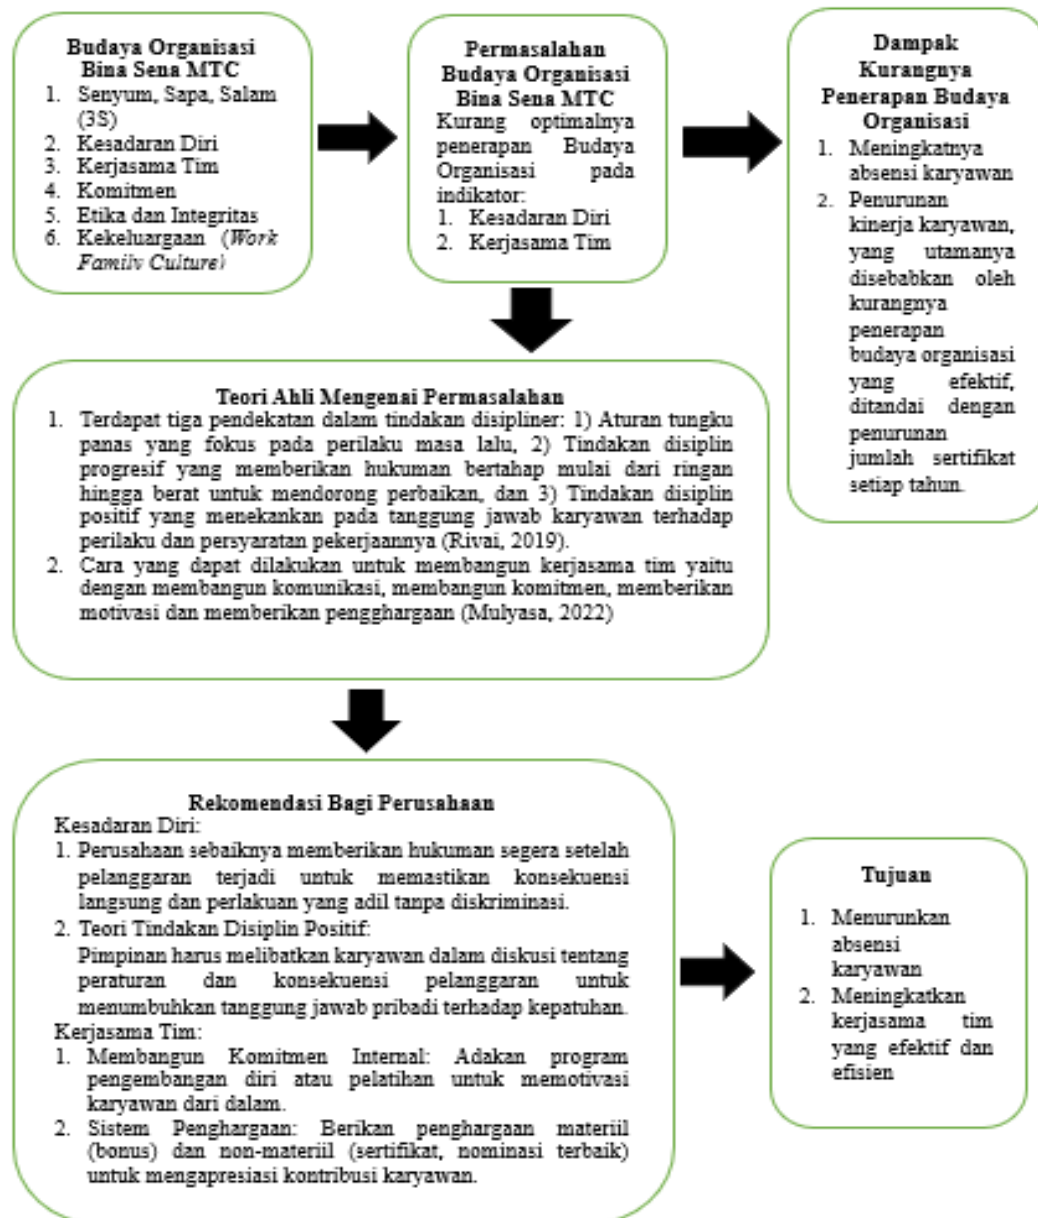 Budaya Organisasi
Bina Sena MTC
1. Senyum, Sapa, Salam
(3S)
2. Kesadaran Diri
3. Kerjasama Tim
4. Komitmen
5. Etika dan Integritas
6. Kekeluargaan (Work
Family Culture)
Permasalahan
Budaya Organisasi
Bina Sena MTC
Kurang optimalnya
penerapan Budaya
Organisasi pada
indikator:
1. Kesadaran Diri
2. Kerjasama Tim
Dampak
Kurangnya
Penerapan Budaya
Organisasi
1. Meningkatnya
absensi karyawan
2. Penurunan
kinerja karyawan,
yang utamanya
disebabkan oleh
kurangnya
penerapan
budaya organisasi
yang efektif,
ditandai dengan
penurunan
jumlah sertifikat
setiap tahun.
Teori Ahli Mengenai Permasalahan
1. Terdapat tiga pendekatan dalam tindakan disipliner: 1) Aturan tungku
panas yang fokus pada perilaku masa lalu, 2) Tindakan disiplin
progresif yang memberikan hukuman bertahap mulai dari ringan
hingga berat untuk mendorong perbaikan, dan 3) Tindakan disiplin
positif yang menekankan pada tanggung jawab karyawan terhadap
perilaku dan persyaratan pekerjaannya (Rivai, 2019).
2. Cara yang dapat dilakukan untuk membangun kerjasama tim yaitu
dengan membangun komunikasi, membangun komitmen, memberikan
motivasi dan memberikan pengghargaan (Mulyasa, 2022)
Rekomendasi Bagi Perusahaan
Kesadaran Diri:
1. Perusahaan sebaiknya memberikan hukuman segera setelah
pelanggaran terjadi untuk memastikan konsekuensi
langsung dan perlakuan yang adil tanpa diskriminasi.
2. Teori Tindakan Disiplin Positif:
Pimpinan harus melibatkan karyawan dalam diskusi tentang
peraturan dan konsekuensi pelanggaran untuk
menumbuhkan tanggung jawab pribadi terhadap kepatuhan.
Kerjasama Tim:
1. Membangun Komitmen Internal: Adakan program
pengembangan diri atau pelatihan untuk memotivasi
karyawan dari dalam.
2. Sistem Penghargaan: Berikan penghargaan materiil
(bonus) dan non-materiil (sertifikat, nominasi terbaik)
untuk mengapresiasi kontribusi karyawan.
Tujuan
1. Menurunkan
absensi
karyawan
2. Meningkatkan
kerjasama tim
yang efektif dan
efisien